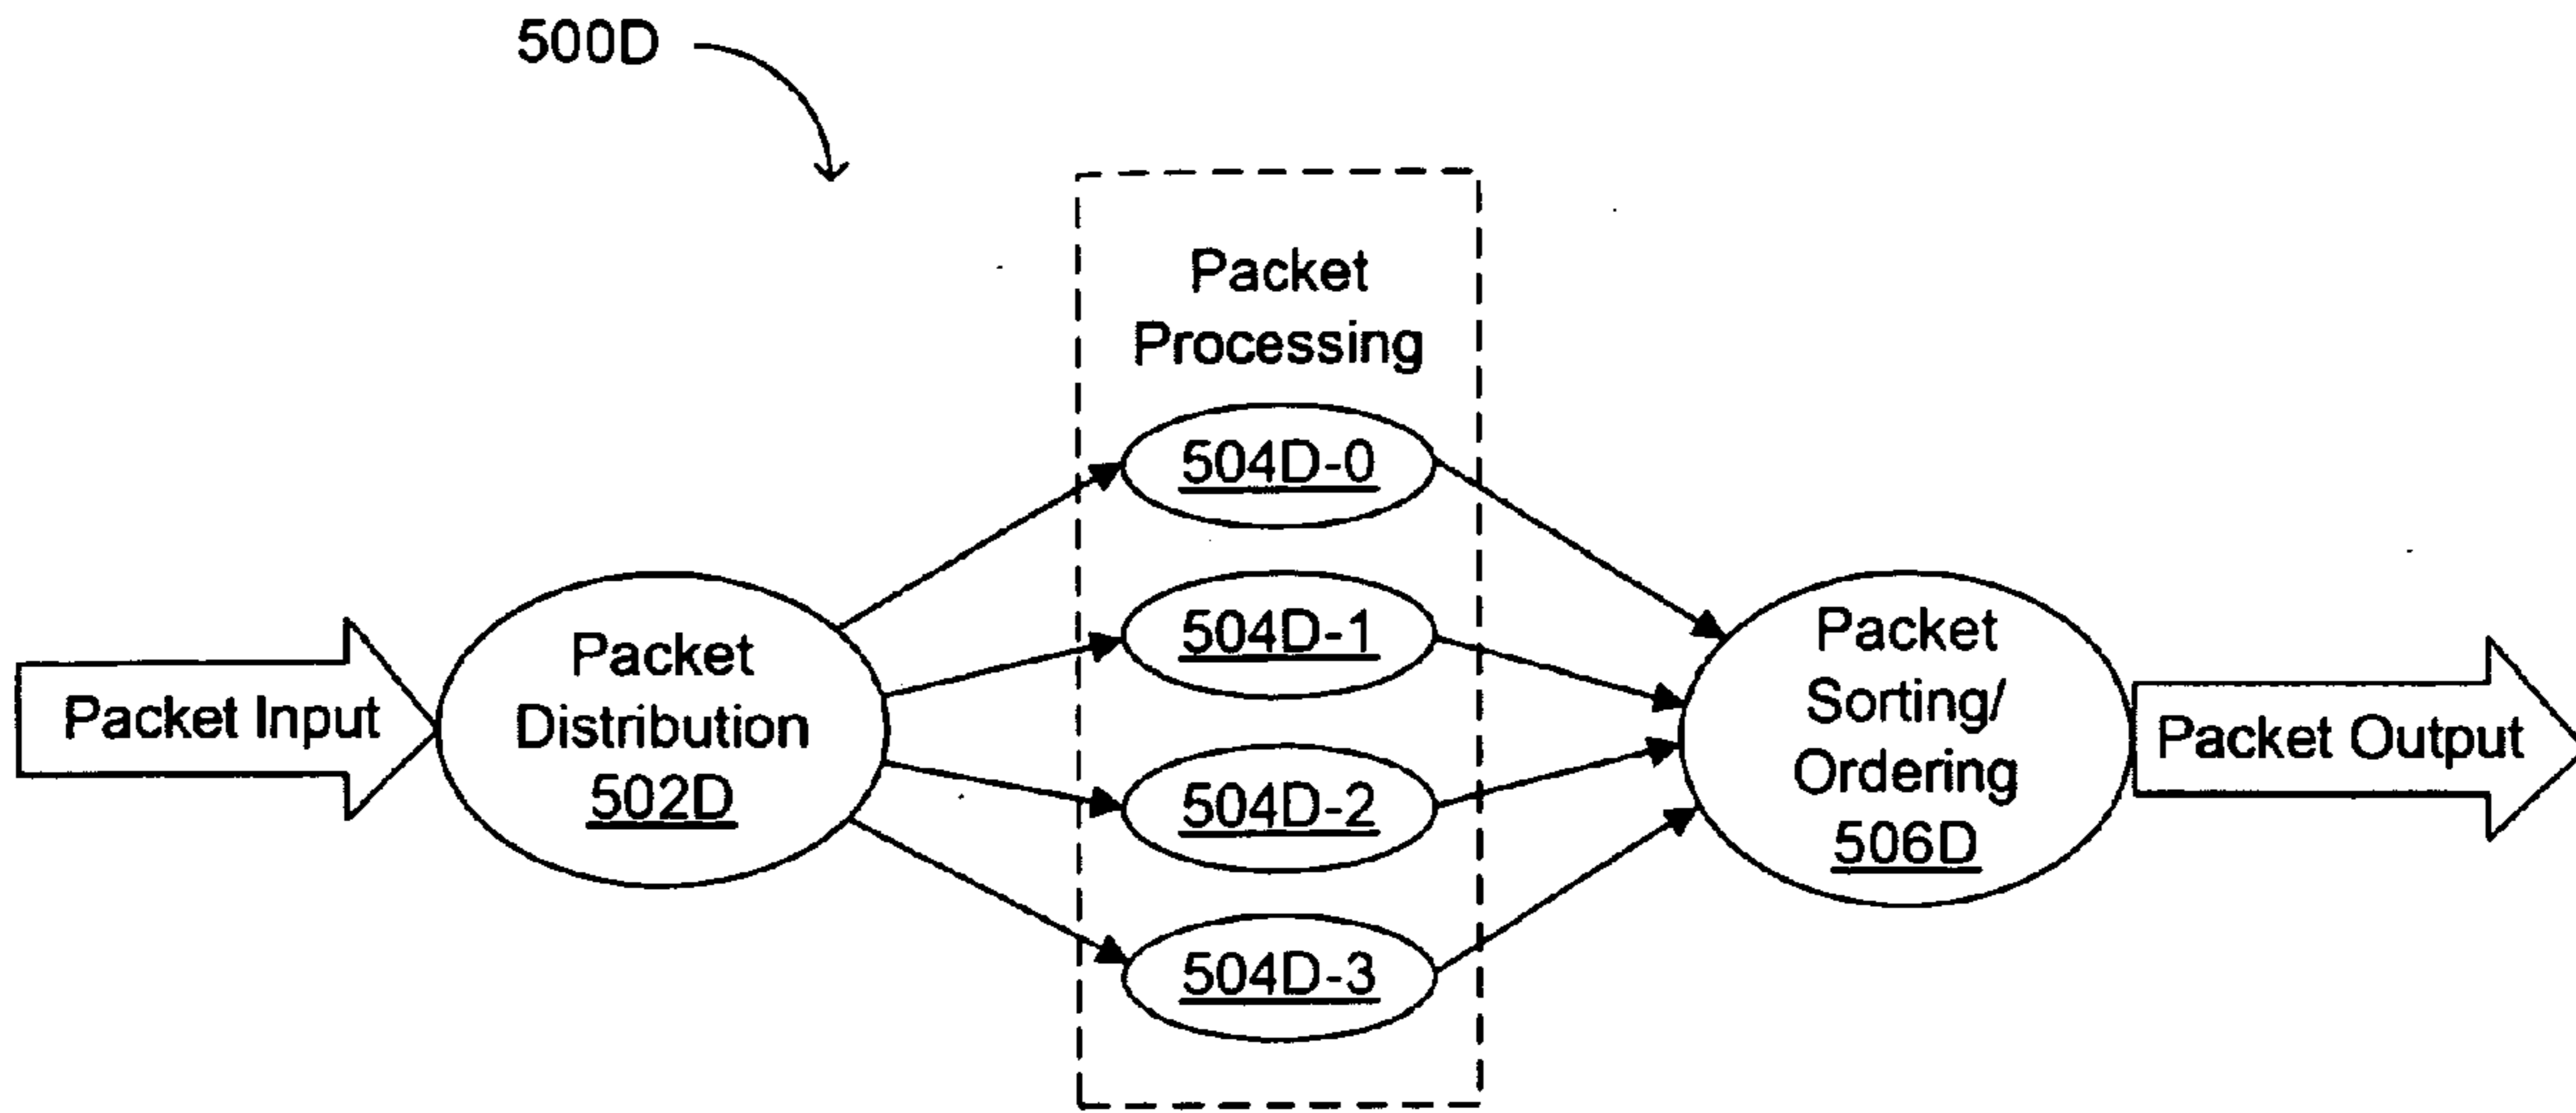 500D
Packet Input
Packet
Distribution
502D
Packet
Processing
504D-0
504D-1
504D-2
504D-3
Packet
Sorting/
Ordering
506D
Packet Output